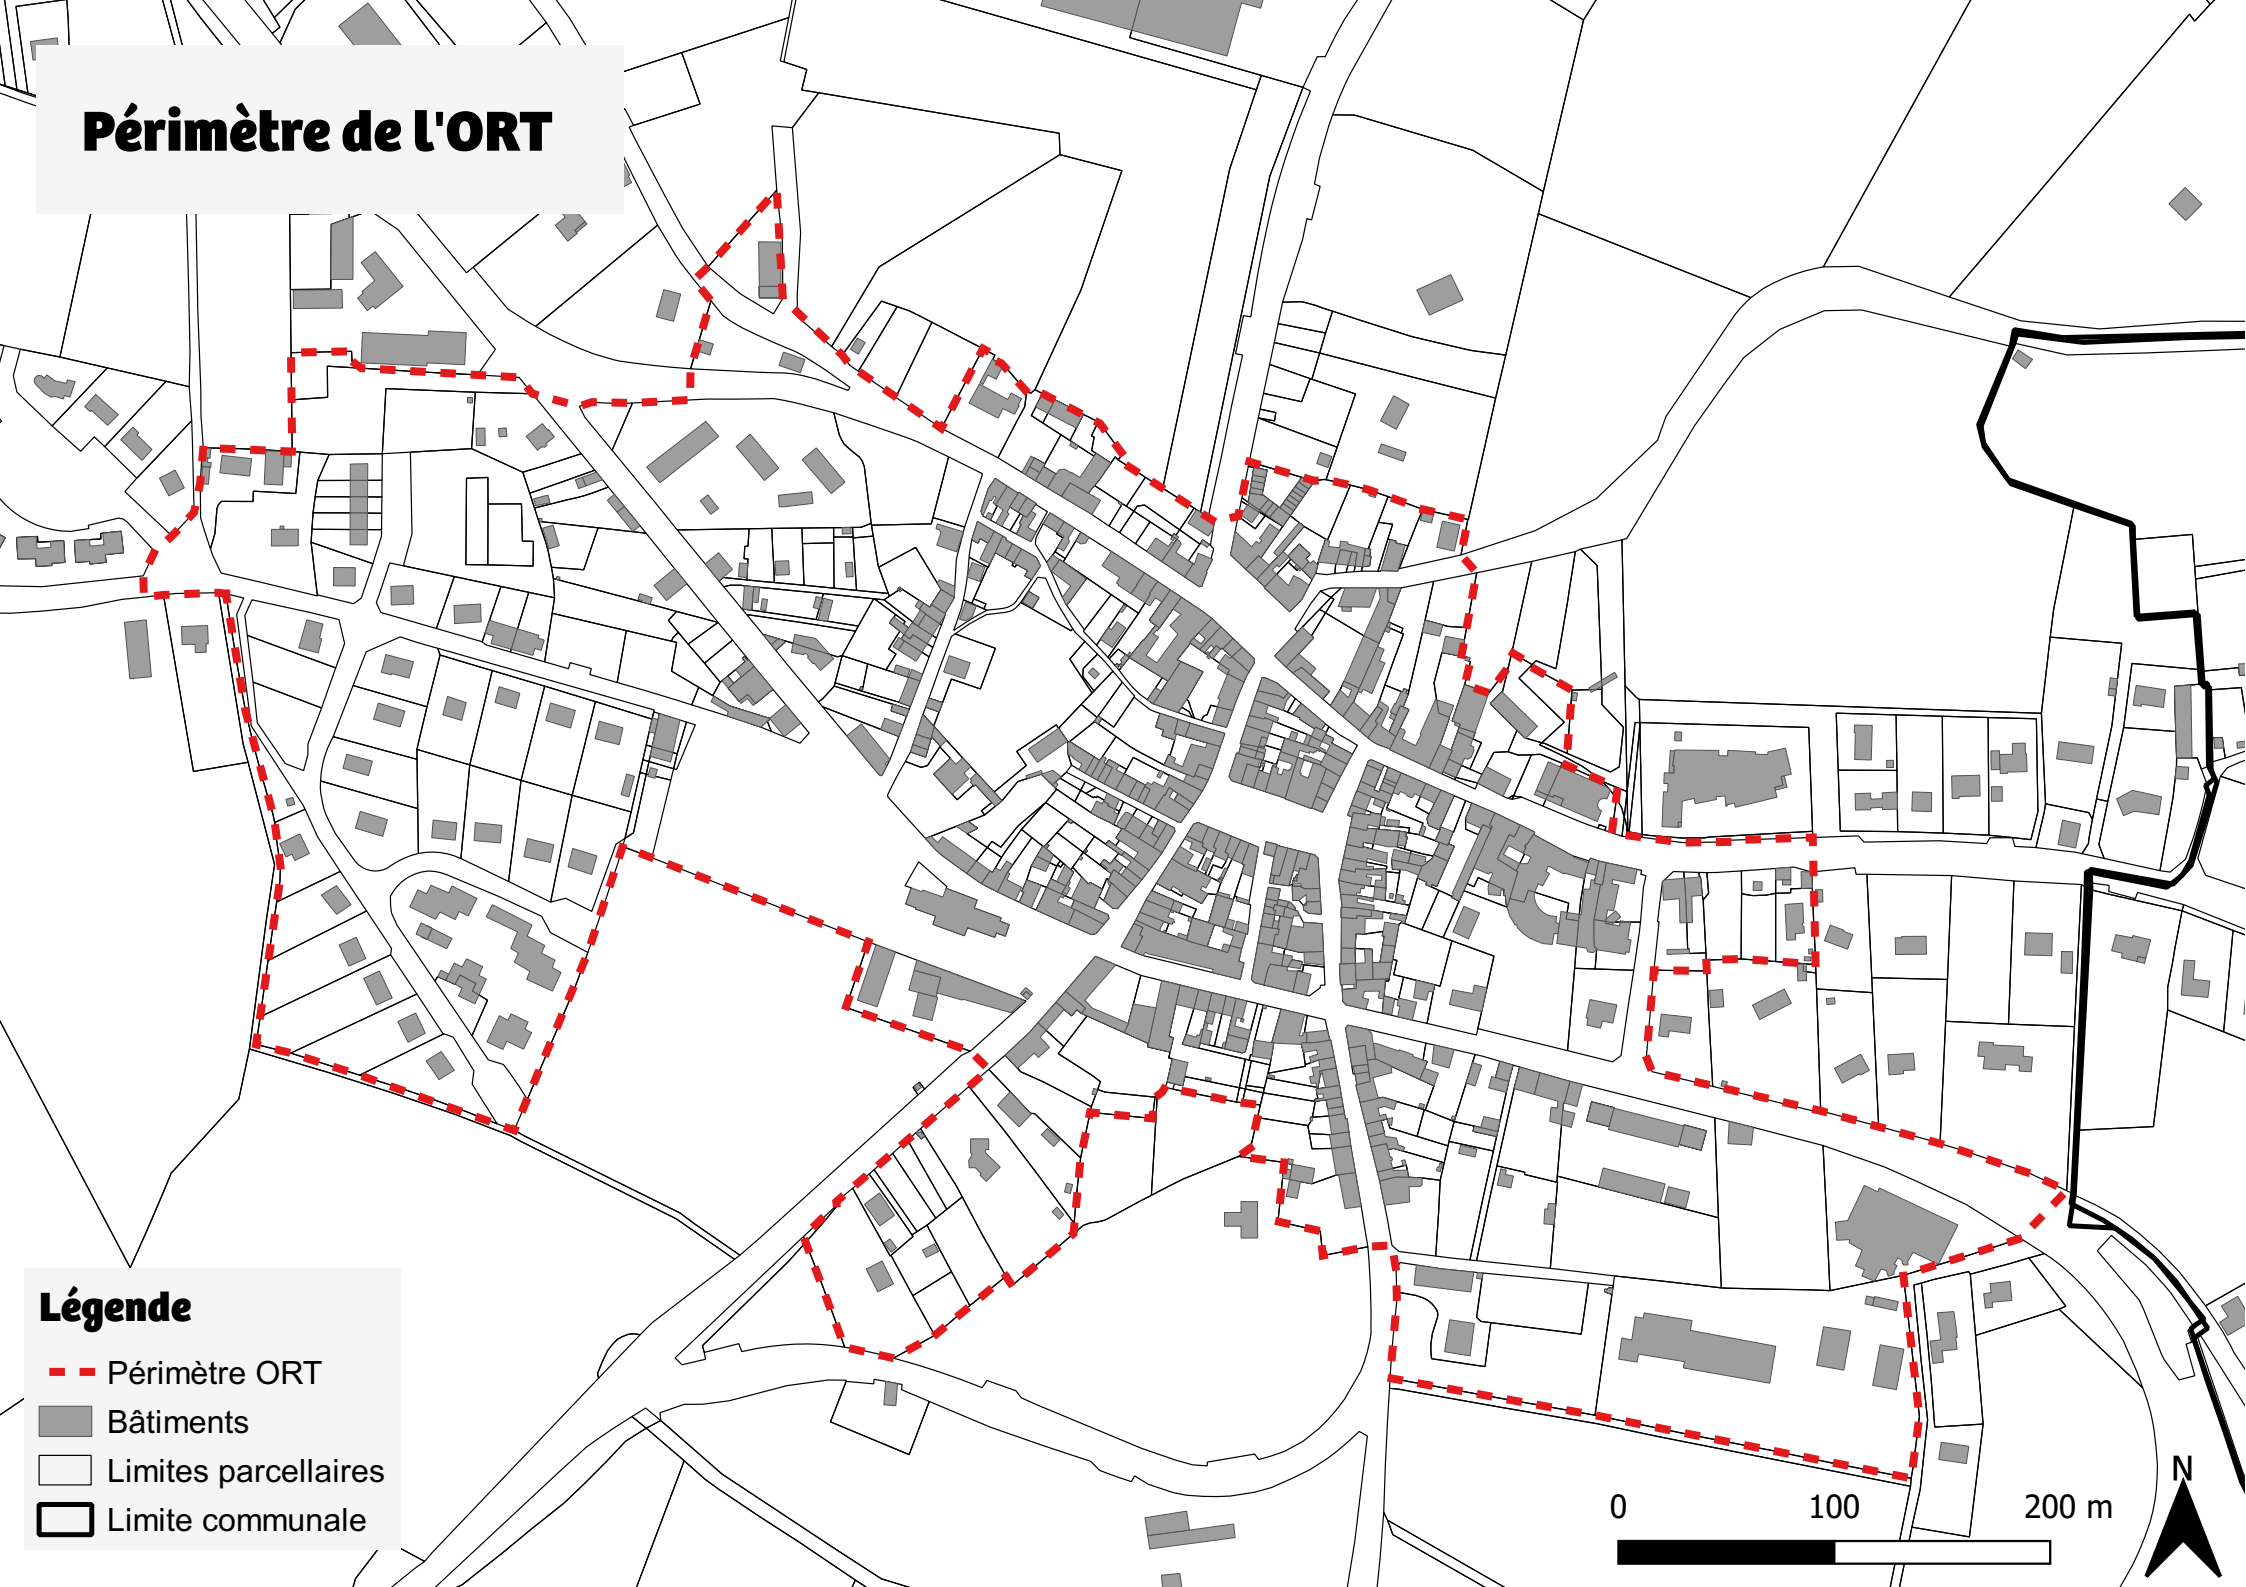 Périmètre de l'ORT
Légende
Périmètre ORT
Bâtiments
Limites parcellaires
Limite communale
0 100 200 m
N